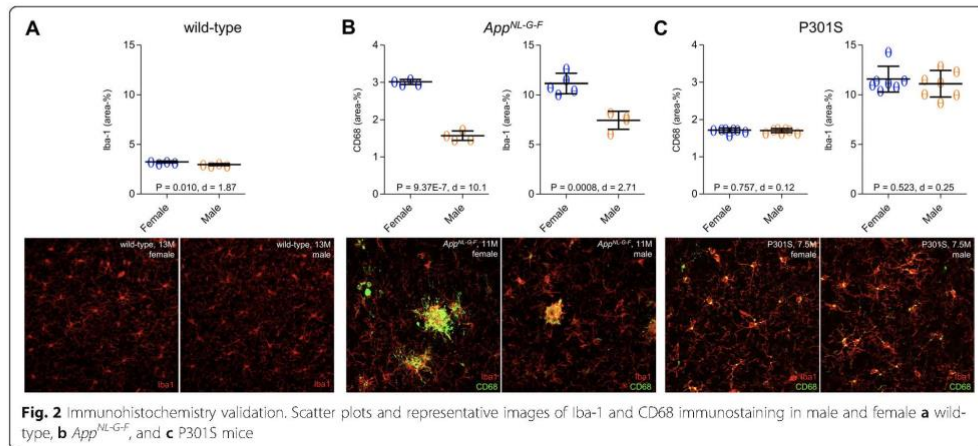 A
wild-type
15
10
5
0
Iba-1 (area-%)
P = 0.010, d = 1.87
Female
Male
B
App^NL-G-F
4
3
2
1
0
CD68 (area-%)
P = 9.37E-7, d = 10.1
Female
Male
15
10
5
0
Iba-1 (area-%)
P = 0.0008, d = 2.71
Female
Male
C
P301S
4
3
2
1
0
CD68 (area-%)
P = 0.757, d = 0.12
Female
Male
15
10
5
0
Iba-1 (area-%)
P = 0.523, d = 0.25
Female
Male
wild-type, 13M
female
Iba1
wild-type, 13M
male
Iba1
App^NL-G-F, 11M
female
Iba1
CD68
App^NL-G-F, 11M
male
Iba1
CD68
P301S, 7.5M
female
Iba1
CD68
P301S, 7.5M
male
Iba1
CD68
Fig. 2 Immunohistochemistry validation. Scatter plots and representative images of Iba-1 and CD68 immunostaining in male and female a wild-
type, b App^NL-G-F, and c P301S mice